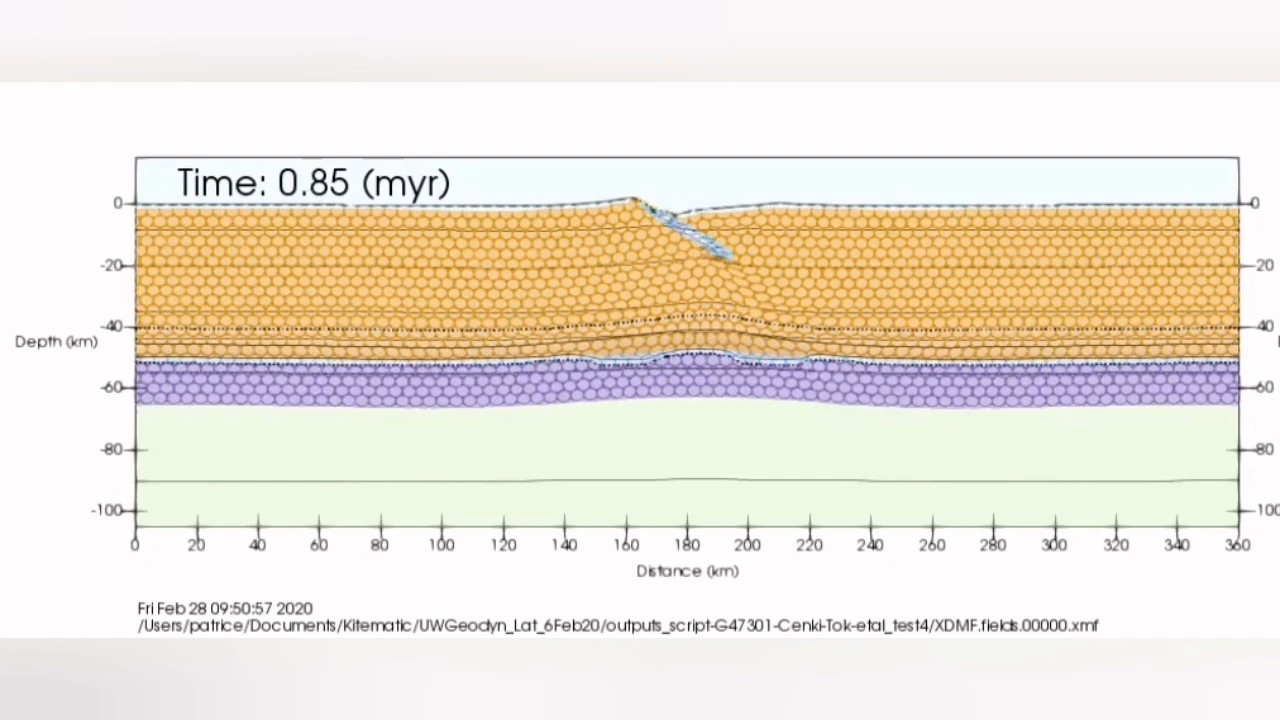 Time: 0.85 (myr)
0 0
-20 -20
-40 -40
Depth (km)
-60 -60
-80 -80
-100 -100
0 20 40 60 80 100 120 140 160 180 200 220 240 260 280 300 320 340 360
Distance (km)
Fri Feb 28 09:50:57 2020
/Users/patrice/Documents/Kitematic/UWGeodyn_Lat_6Feb20/outputs_script-G47301-Cenki-Tok-etal_test4/XDMF.fields.00000.xmf